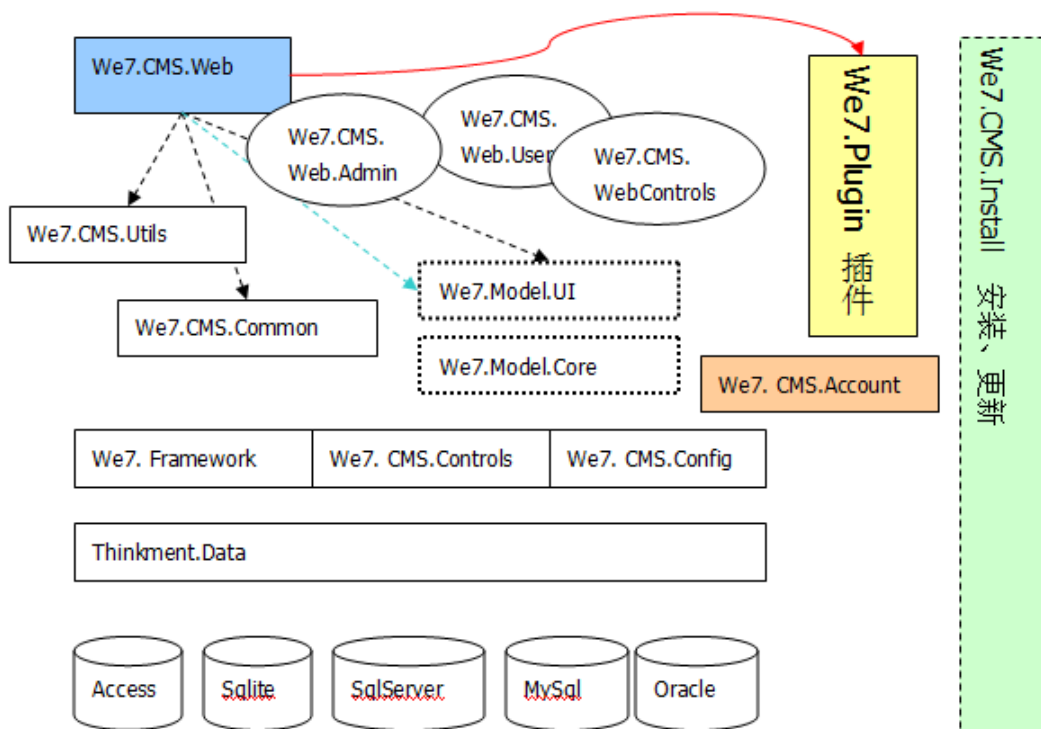 We7.CMS.Web
We7.CMS.
Web.Admin
We7.CMS.
Web.User
We7.CMS.
WebControls
We7.Plugin 插件
We7.CMS.Install 安装、更新
We7.CMS.Utils
We7.CMS.Common
We7.Model.UI
We7.Model.Core
We7. CMS.Account
We7. Framework
We7. CMS.Controls
We7. CMS.Config
Thinkment.Data
Access
Sqlite
SqlServer
MySql
Oracle